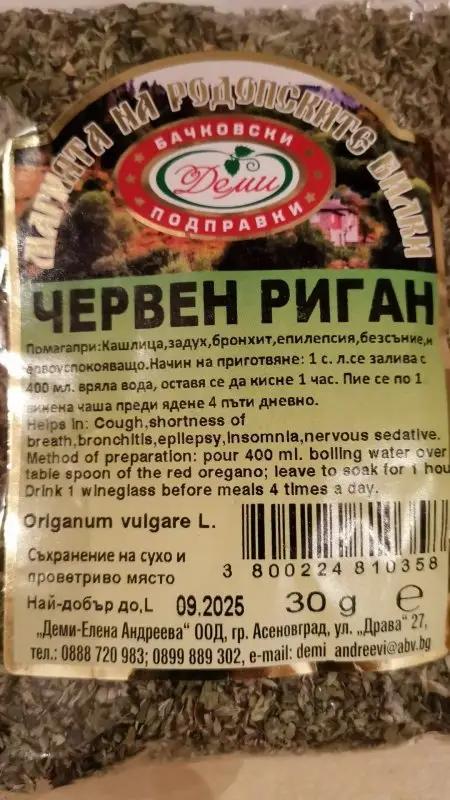 МАГИЯТА НА РОДОПСКИТЕ БИЛКИ
БАЧКОВСКИ
Деми
ПОДПРАВКИ
ЧЕРВЕН РИГАН
Помагапри:Кашлица,задух,бронхит,епилепсия,безсъние,н
ервоуспокояващо.Начин на приготвяне: 1 с. л.се залива с
400 мл. вряла вода, оставя се да кисне 1 час. Пие се по 1
винена чаша преди ядене 4 пъти дневно.
Helps in: Cough,shortness of
breath,bronchitis,epilepsy,insomnia,nervous sedative.
Method of preparation: pour 400 ml. boiling water over
table spoon of the red oregano; leave to soak for 1 hou
Drink 1 wineglass before meals 4 times a day.
Origanum vulgare L.
Съхранение на сухо и
проветриво място
3 800224 810358
Най-добър до,L 09.2025 30 g e
„Деми-Елена Андреева“ ООД, гр. Асеновград, ул. „Драва“ 27,
тел.: 0888 720 983; 0899 889 302, e-mail: demi_andreevi@abv.bg